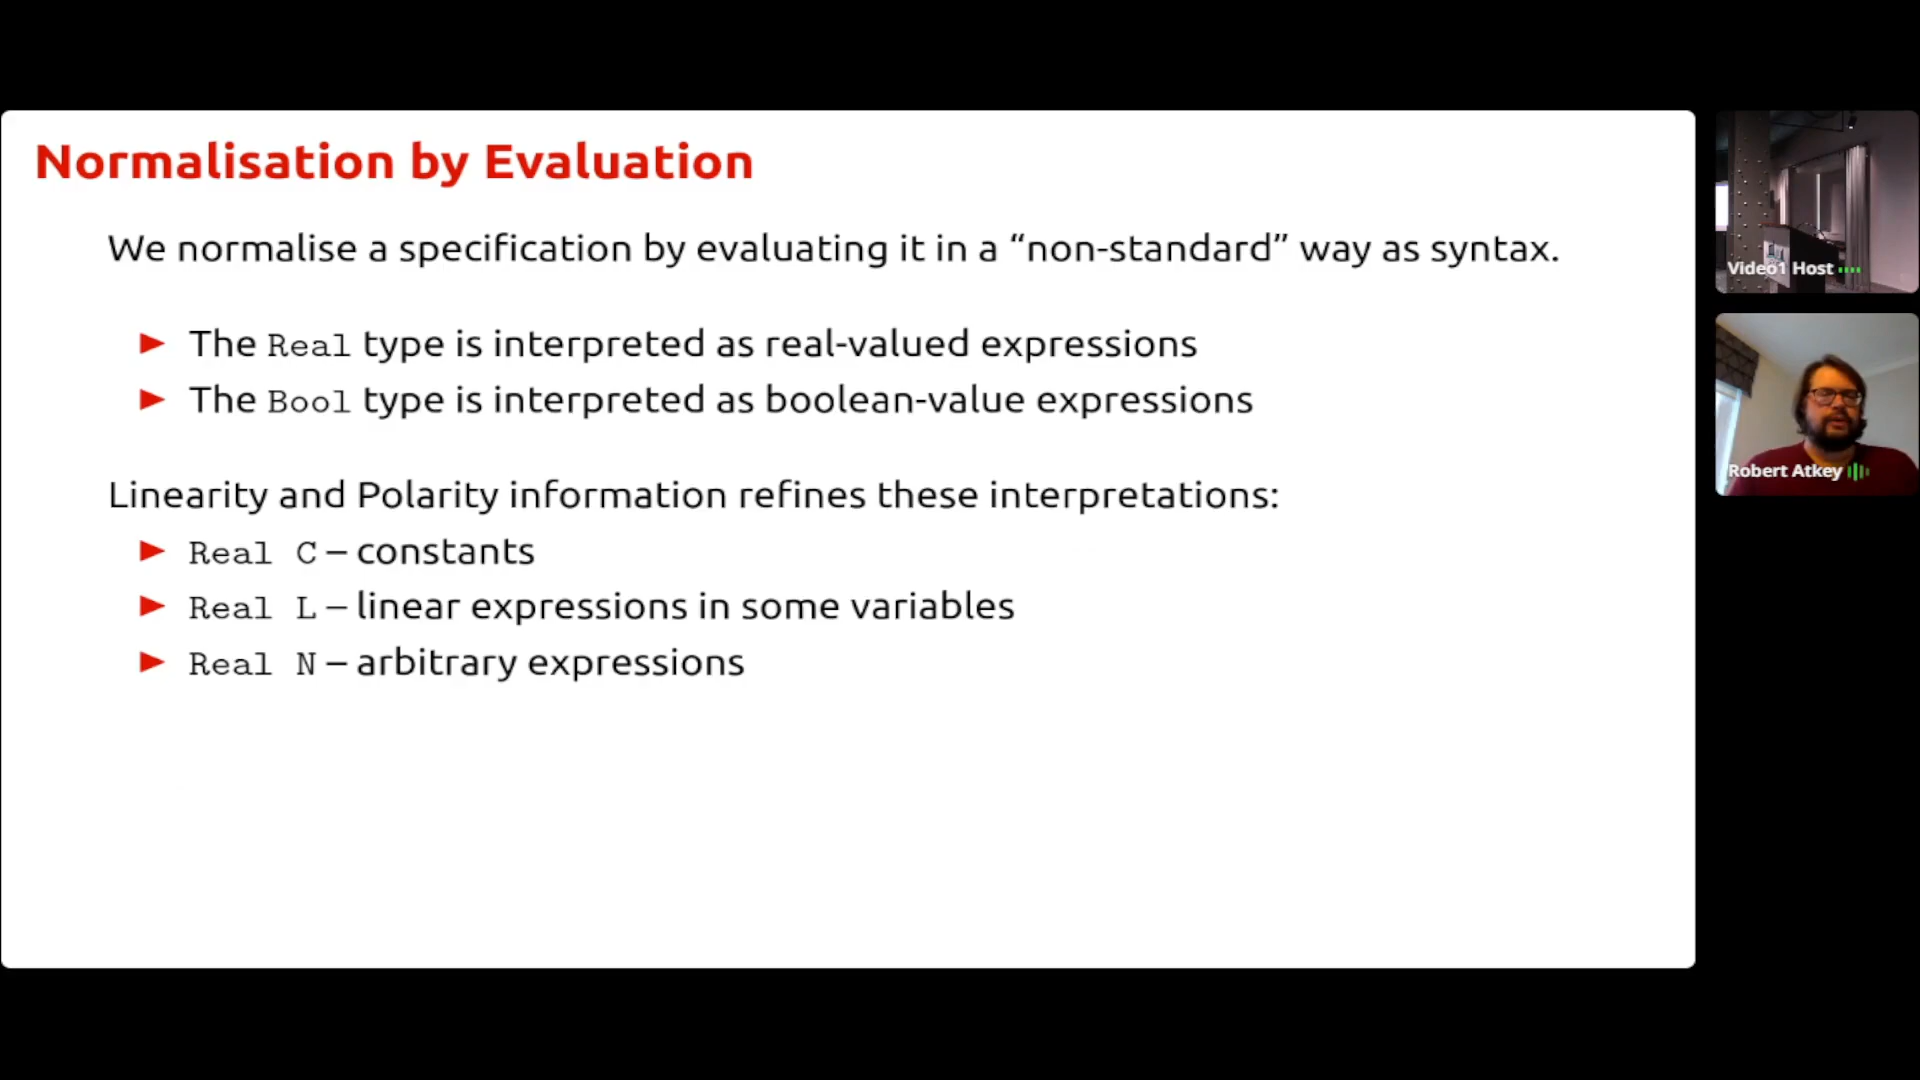 Normalisation by Evaluation
We normalise a specification by evaluating it in a “non-standard” way as syntax.
The Real type is interpreted as real-valued expressions
The Bool type is interpreted as boolean-value expressions
Linearity and Polarity information refines these interpretations:
Real C – constants
Real L – linear expressions in some variables
Real N – arbitrary expressions
Video1 Host
Robert Atkey